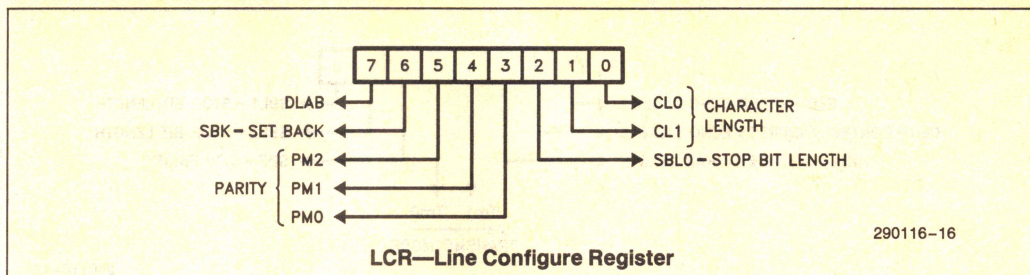 7 6 5 4 3 2 1 0
DLAB
SBK – SET BACK
PARITY
PM2
PM1
PM0
CL0
CL1
CHARACTER
LENGTH
SBL0 – STOP BIT LENGTH
290116–16
LCR—Line Configure Register